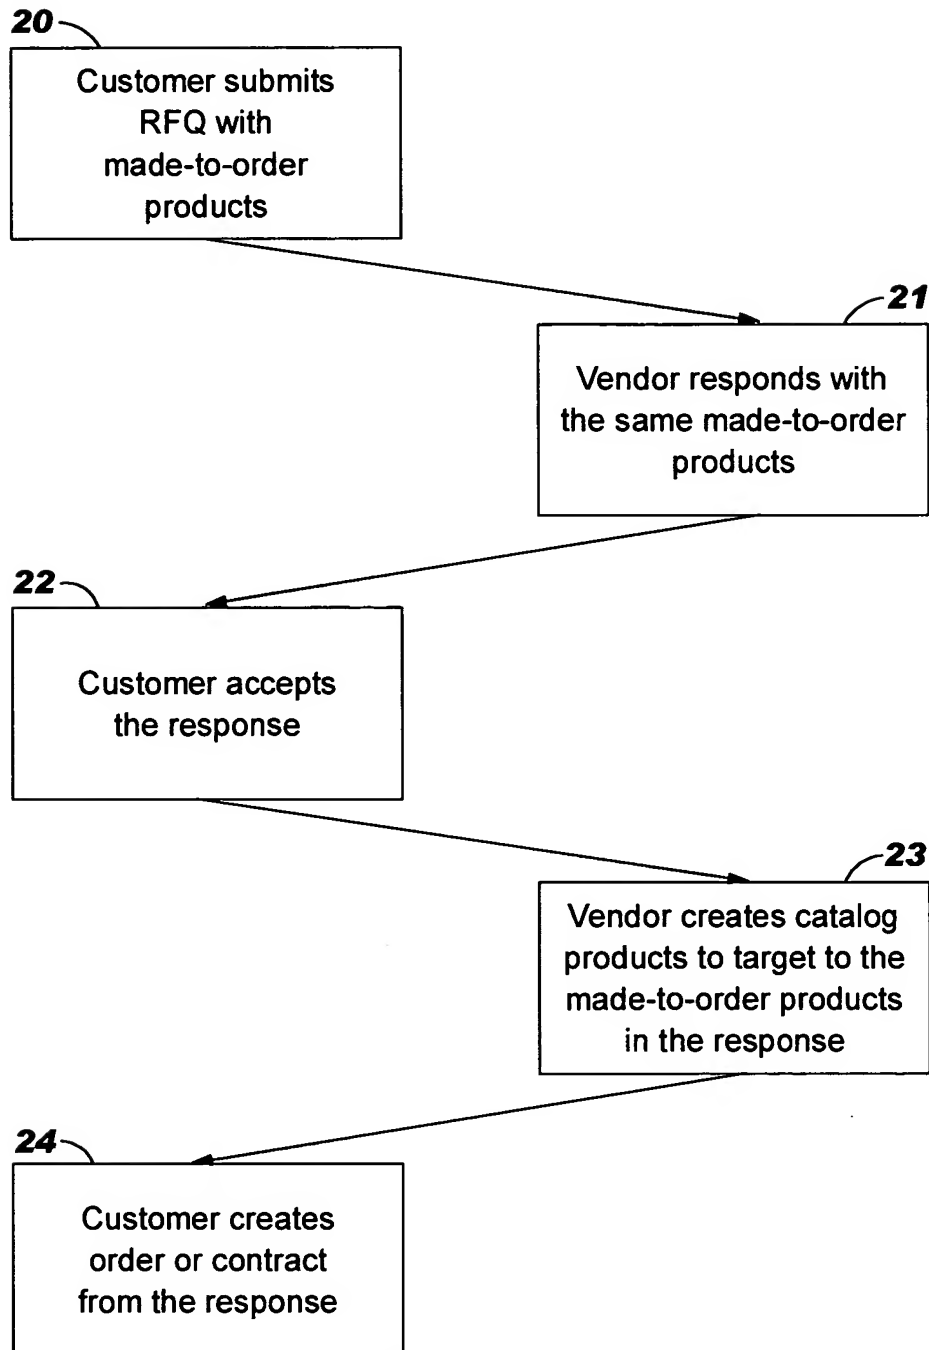 20
Customer submits
RFQ with
made-to-order
products
21
Vendor responds with
the same made-to-order
products
22
Customer accepts
the response
23
Vendor creates catalog
products to target to the
made-to-order products
in the response
24
Customer creates
order or contract
from the response